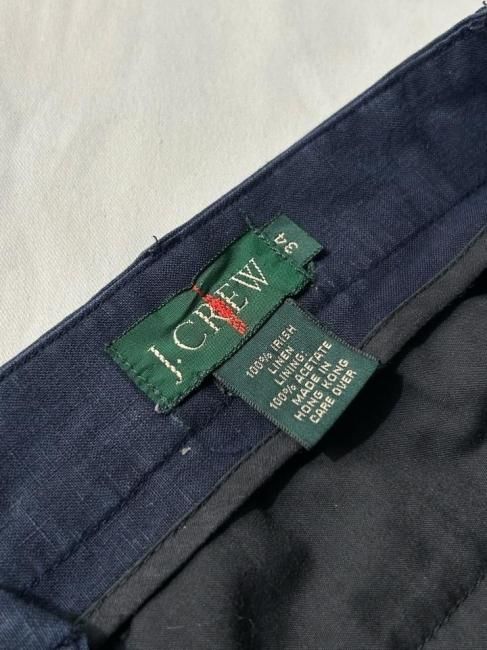 34
J.CREW
100% IRISH
LINEN
LINING:
100% ACETATE
MADE IN
HONG KONG
CARE OVER